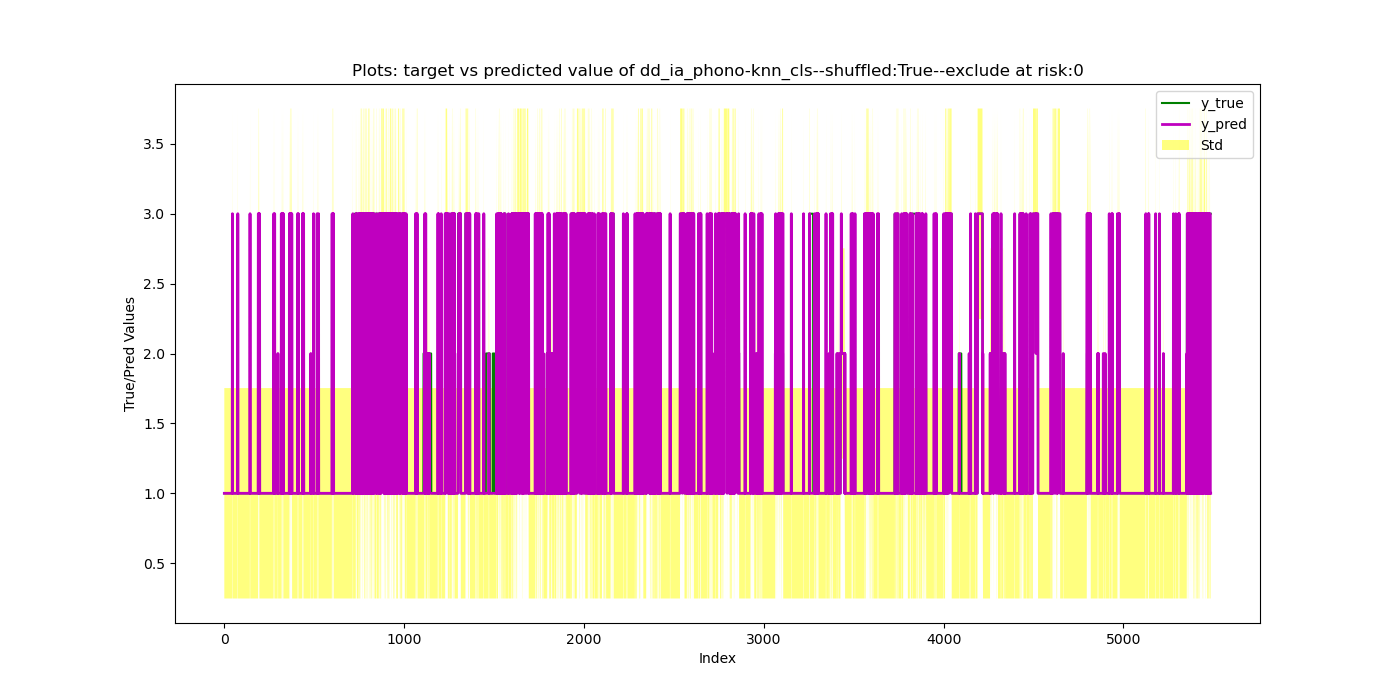 Plots: target vs predicted value of dd_ia_phono-knn_cls--shuffled:True--exclude at risk:0
y_true
y_pred
Std
3.5
3.0
2.5
2.0
1.5
1.0
0.5
True/Pred Values
0 1000 2000 3000 4000 5000
Index